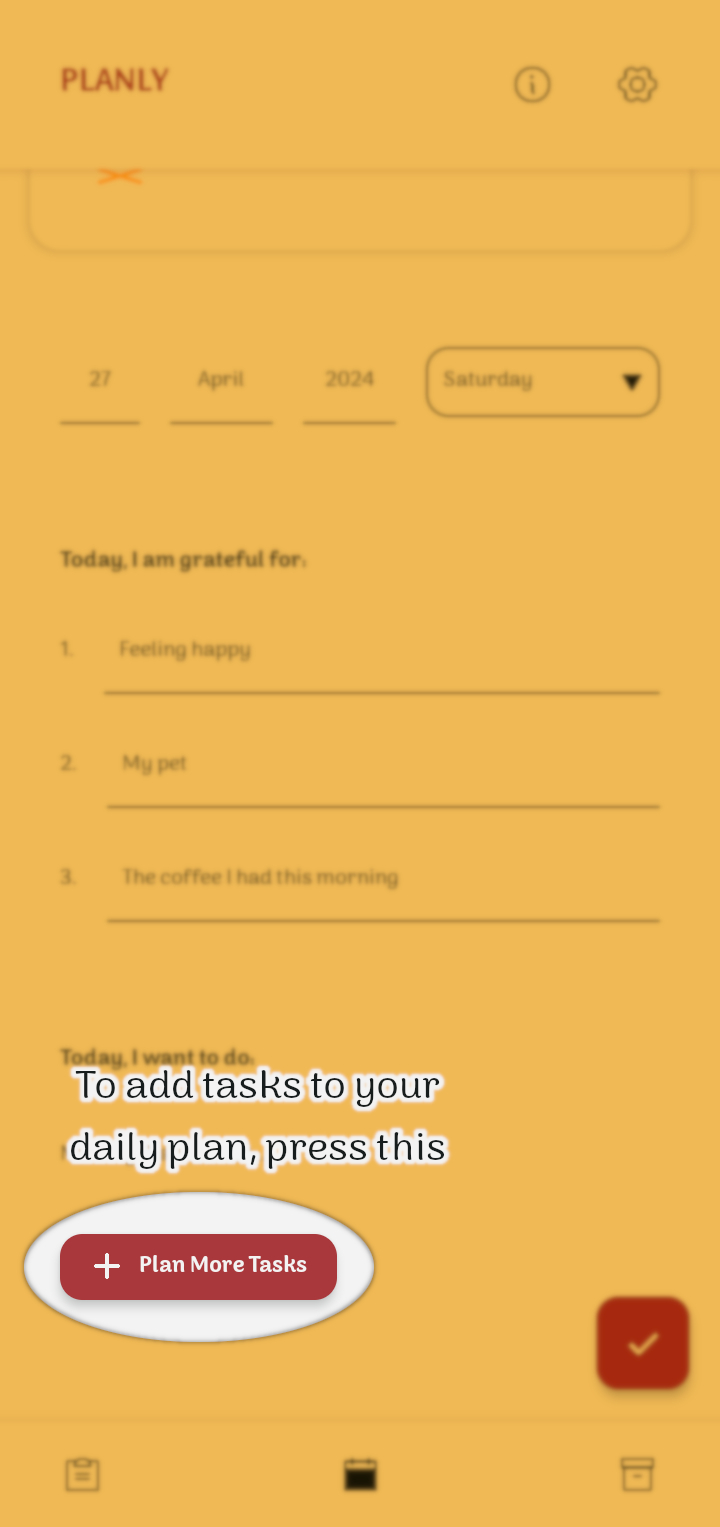 PLANLY
27 April 2024 Saturday
Today, I am grateful for:
1. Feeling happy
2. My pet
3. The coffee I had this morning
Today, I want to do:
To add tasks to your
daily plan, press this
Plan More Tasks